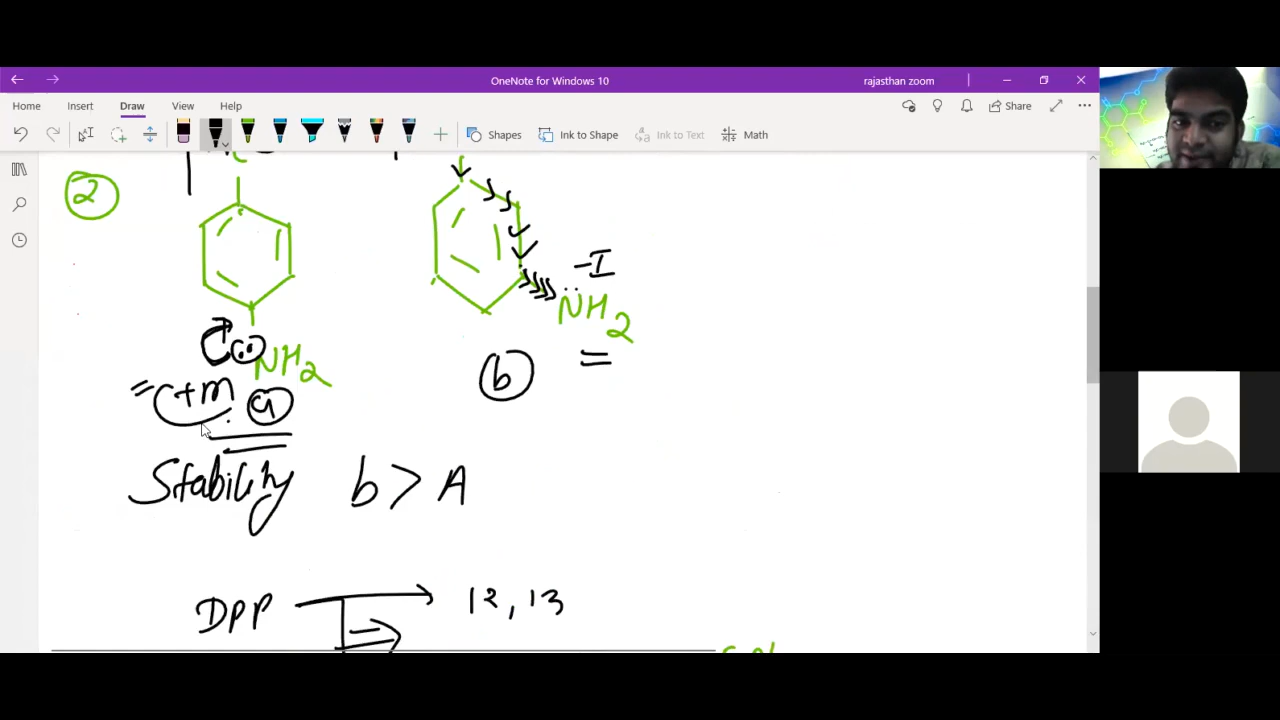 OneNote for Windows 10
rajasthan zoom
Home Insert Draw View Help
Share
Shapes Ink to Shape Ink to Text Math
2
-I
NH2
NH2
+m a
b
Stability b > A
DPP → 12, 13